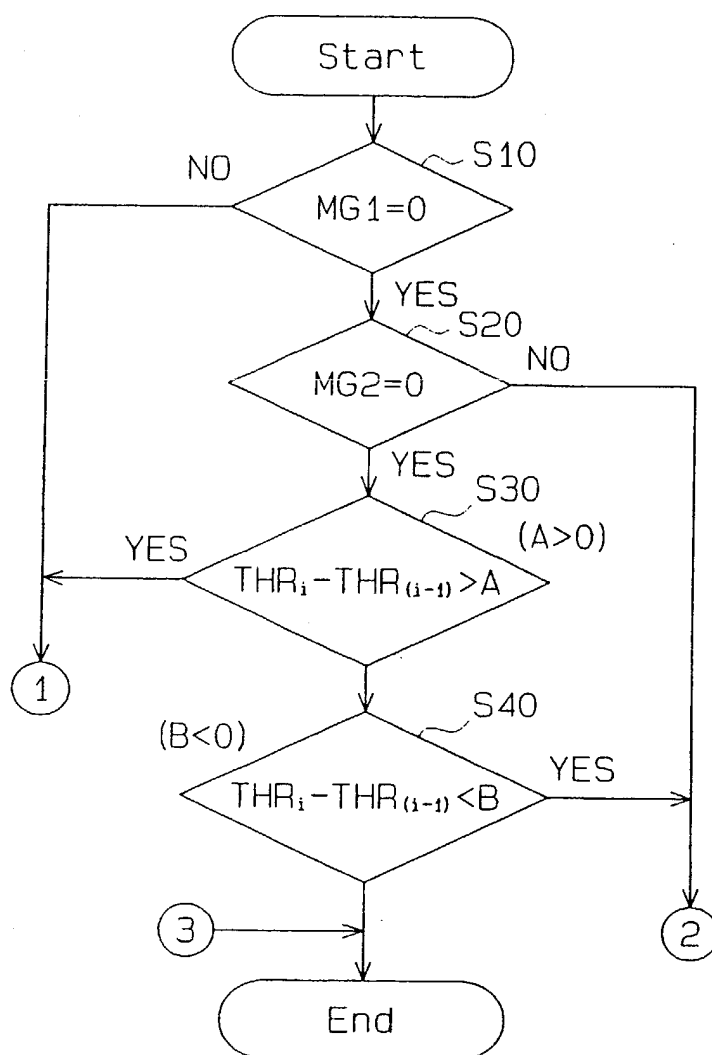 Start
S10
NO
MG1=0
YES
S20
NO
MG2=0
YES
S30
(A>0)
YES
THRᵢ-THR₍ᵢ₋₁₎>A
1
S40
(B<0)
YES
THRᵢ-THR₍ᵢ₋₁₎<B
3
2
End